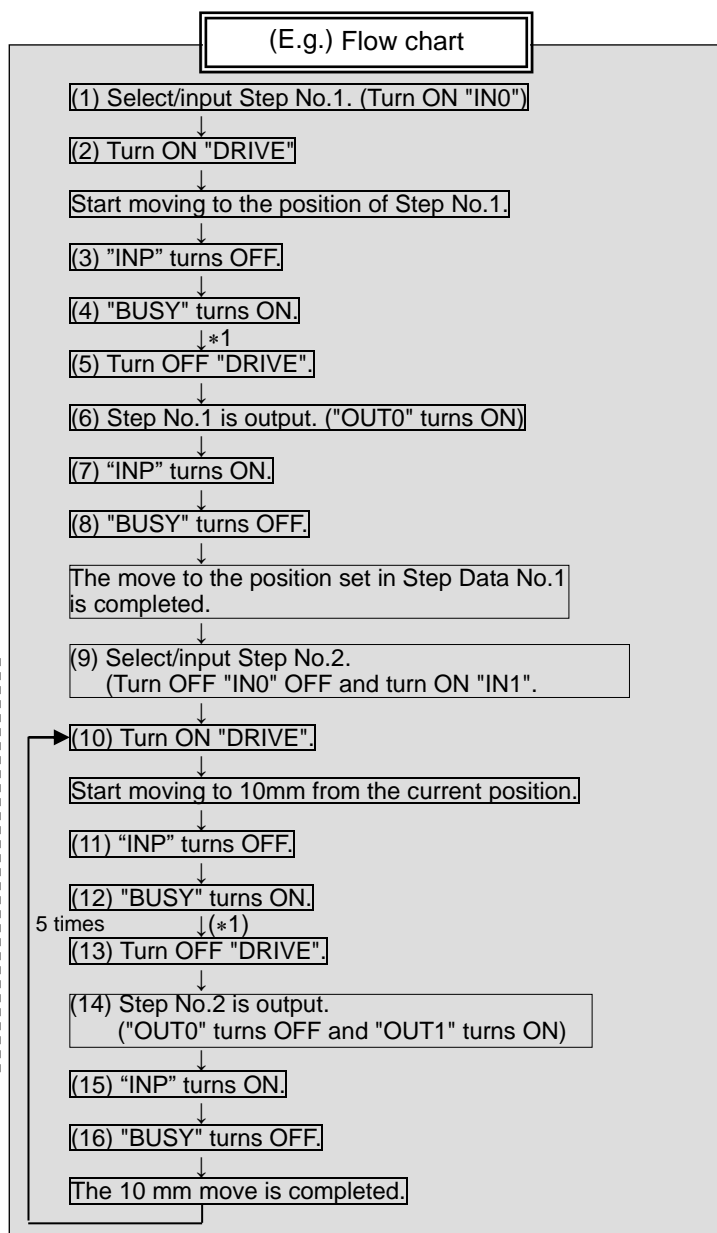 (E.g.) Flow chart
(1) Select/input Step No.1. (Turn ON "IN0")
↓
(2) Turn ON "DRIVE"
↓
Start moving to the position of Step No.1.
↓
(3) ”INP” turns OFF.
↓
(4) "BUSY" turns ON.
↓*1
(5) Turn OFF "DRIVE".
↓
(6) Step No.1 is output. ("OUT0" turns ON)
↓
(7) “INP” turns ON.
↓
(8) "BUSY" turns OFF.
↓
The move to the position set in Step Data No.1
is completed.
↓
(9) Select/input Step No.2.
(Turn OFF "IN0" OFF and turn ON "IN1".
↓
(10) Turn ON "DRIVE".
↓
Start moving to 10mm from the current position.
↓
(11) “INP” turns OFF.
↓
(12) "BUSY" turns ON.
5 times ↓(*1)
(13) Turn OFF "DRIVE".
↓
(14) Step No.2 is output.
("OUT0" turns OFF and "OUT1" turns ON)
↓
(15) “INP” turns ON.
↓
(16) "BUSY" turns OFF.
↓
The 10 mm move is completed.